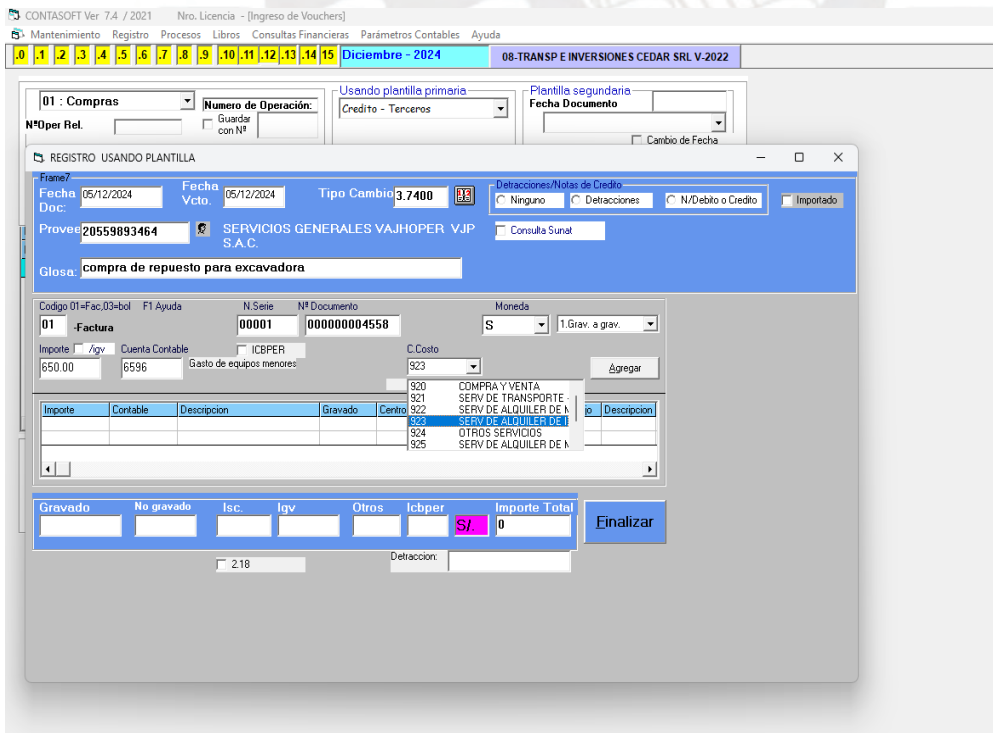 CONTASOFT Ver 7.4 / 2021 Nro. Licencia - [Ingreso de Vouchers]
Mantenimiento Registro Procesos Libros Consultas Financieras Parámetros Contables Ayuda
.0 .1 .2 .3 .4 .5 .6 .7 .8 .9 .10 .11 .12 .13 .14 15 Diciembre - 2024 08-TRANSP E INVERSIONES CEDAR SRL V-2022
01 : Compras
Numero de Operación:
NªOper Rel.
Guardar con Nª
Usando plantilla primaria
Credito - Terceros
Plantilla segundaria
Fecha Documento
Cambio de Fecha
REGISTRO USANDO PLANTILLA
Frame7
Fecha Doc: 05/12/2024 Fecha Vcto. 05/12/2024 Tipo Cambio 3.7400
Detracciones/Notas de Credito
Ninguno Detracciones N/Debito o Credito Importado
Provee 20559893464 SERVICIOS GENERALES VAJHOPER VJP
S.A.C.
Consulta Sunat
Glosa: compra de repuesto para excavadora
Codigo 01=Fac,03=bol F1 Ayuda N.Serie Nª Documento Moneda
01 -Factura 00001 000000004558 S 1.Grav. a grav.
Importe /igv Cuenta Contable ICBPER C.Costo
650.00 6596 Gasto de equipos menores 923 Agregar
920 COMPRA Y VENTA
921 SERV DE TRANSPORTE
922 SERV DE ALQUILER DE
923 SERV DE ALQUILER DE
924 OTROS SERVICIOS
925 SERV DE ALQUILER DE
Importe Contable Descripcion Gravado Centro Descripcion
Gravado No gravado Isc. Igv Otros Icbper Importe Total
S/. 0 Finalizar
2.18 Detraccion: